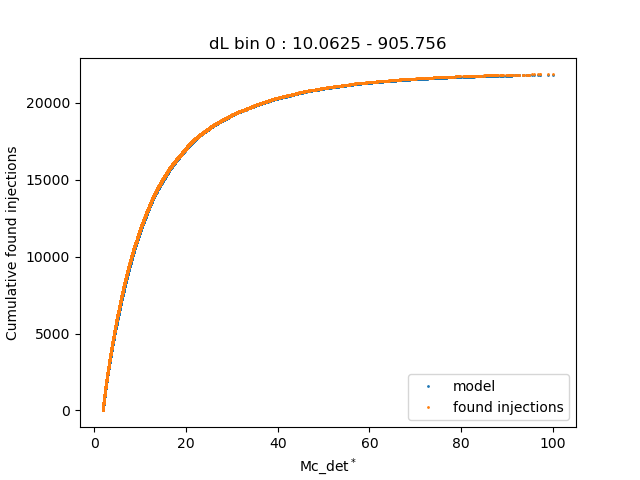 dL bin 0 : 10.0625 - 905.756
Cumulative found injections
20000
15000
10000
5000
0
0 20 40 60 80 100
Mc_det*
model
found injections